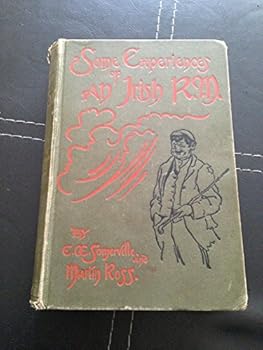 Some Experiences
of
An Irish R.M.
By
E. Œ. Somerville
and
Martin Ross.